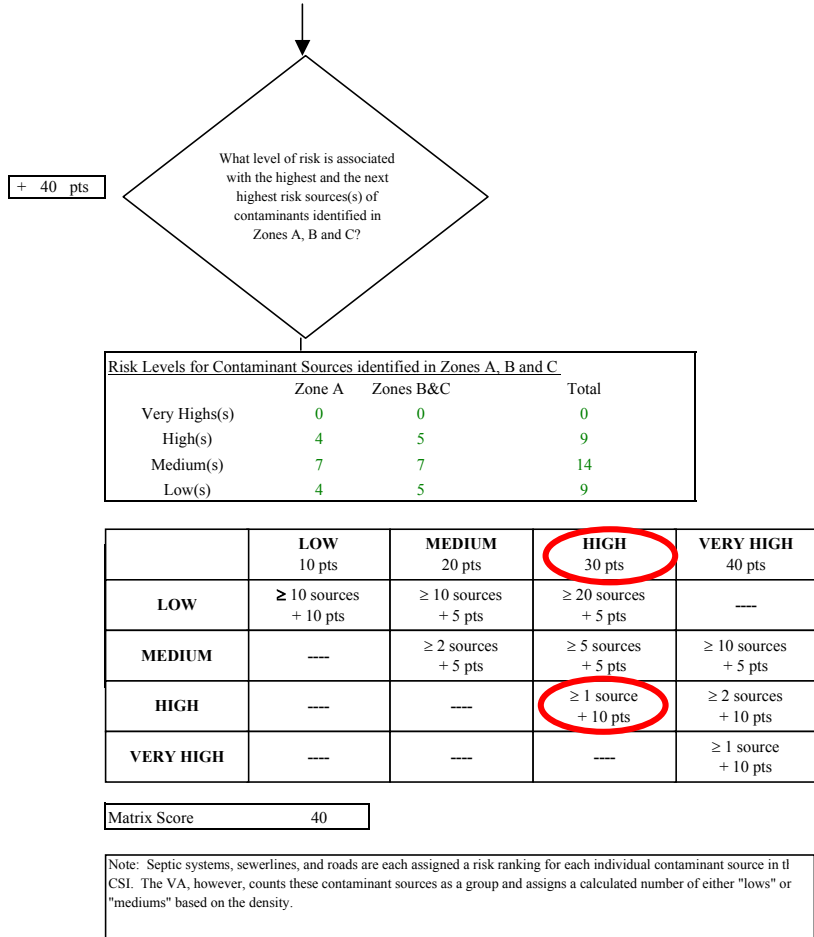 What level of risk is associated
with the highest and the next
highest risk sources(s) of
contaminants identified in
Zones A, B and C?
+ 40 pts
Risk Levels for Contaminant Sources identified in Zones A, B and C
Zone A Zones B&C Total
Very Highs(s) 0 0 0
High(s) 4 5 9
Medium(s) 7 7 14
Low(s) 4 5 9
LOW MEDIUM HIGH VERY HIGH
10 pts 20 pts 30 pts 40 pts
LOW ≥ 10 sources + 10 pts ≥ 10 sources + 5 pts ≥ 20 sources + 5 pts ----
MEDIUM ---- ≥ 2 sources + 5 pts ≥ 5 sources + 5 pts ≥ 10 sources + 5 pts
HIGH ---- ---- ≥ 1 source + 10 pts ≥ 2 sources + 10 pts
VERY HIGH ---- ---- ---- ≥ 1 source + 10 pts
Matrix Score 40
Note: Septic systems, sewerlines, and roads are each assigned a risk ranking for each individual contaminant source in
CSI. The VA, however, counts these contaminant sources as a group and assigns a calculated number of either "lows" or
"mediums" based on the density.